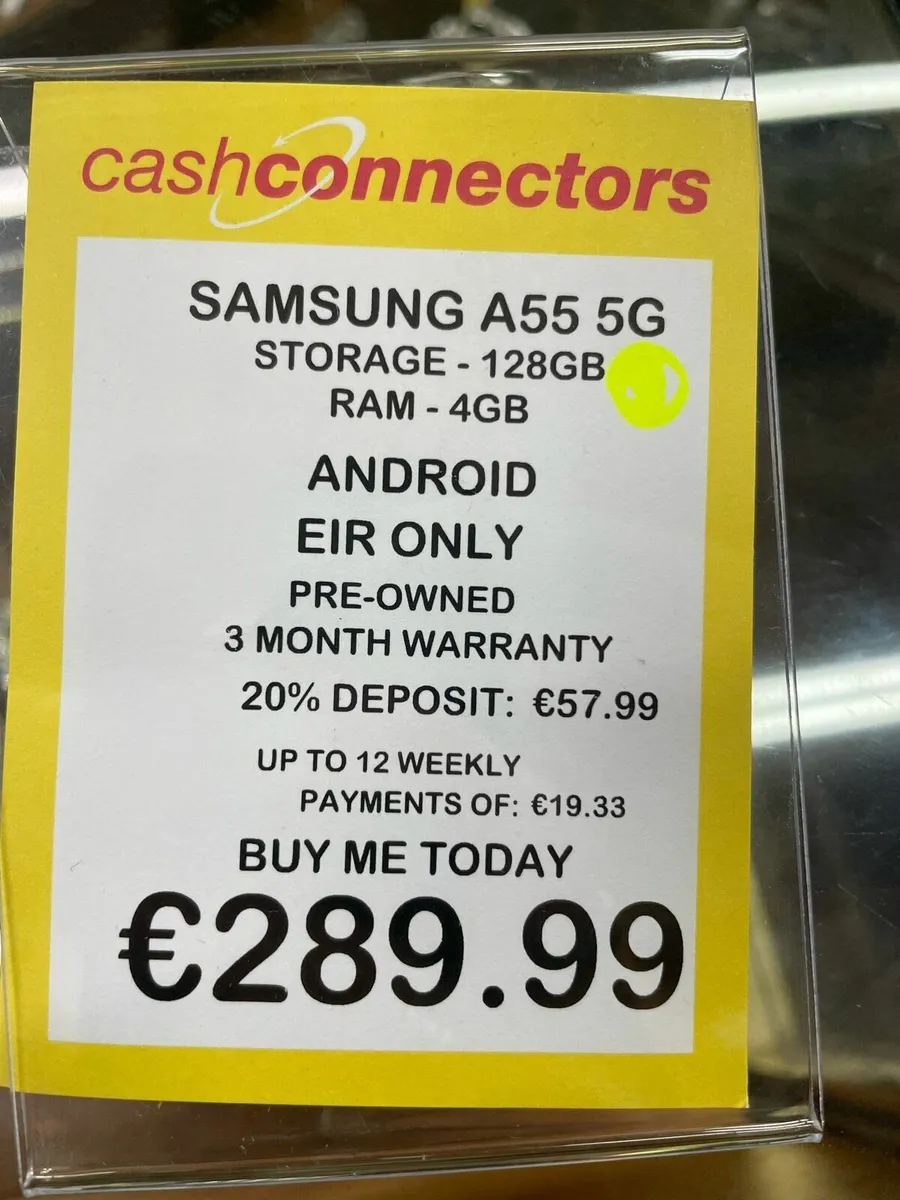 cashconnectors
SAMSUNG A55 5G
STORAGE - 128GB
RAM - 4GB
ANDROID
EIR ONLY
PRE-OWNED
3 MONTH WARRANTY
20% DEPOSIT: €57.99
UP TO 12 WEEKLY
PAYMENTS OF: €19.33
BUY ME TODAY
€289.99